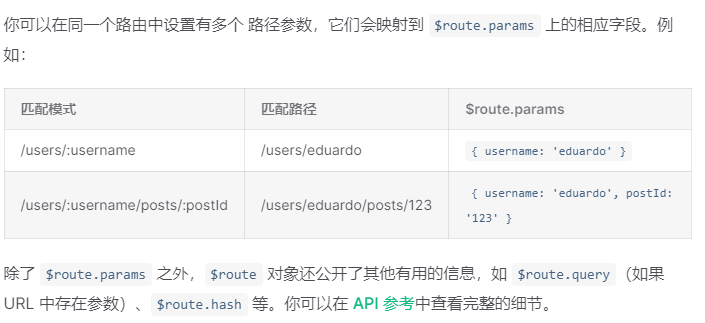 你可以在同一个路由中设置有多个 路径参数，它们会映射到 $route.params 上的相应字段。例
如：
匹配模式 匹配路径 $route.params
/users/:username /users/eduardo { username: 'eduardo' }
/users/:username/posts/:postId /users/eduardo/posts/123 { username: 'eduardo', postId:
'123' }
除了 $route.params 之外，$route 对象还公开了其他有用的信息，如 $route.query （如果
URL 中存在参数）、$route.hash 等。你可以在 API 参考中查看完整的细节。